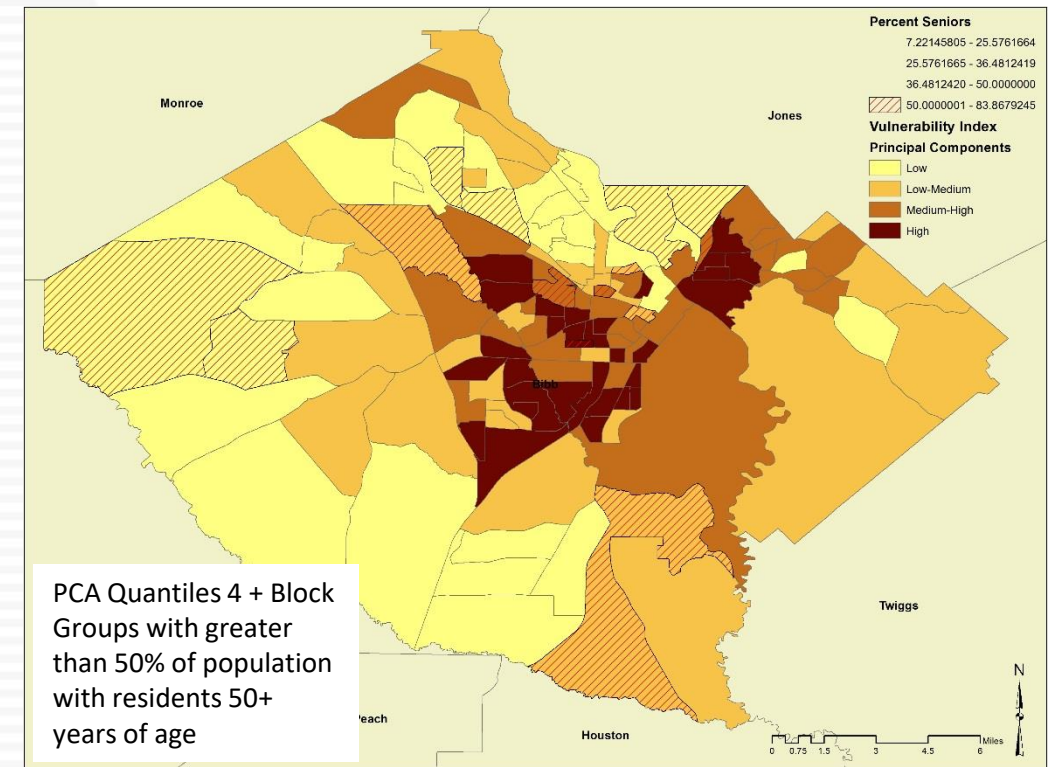 Percent Seniors
7.22145805 - 25.5761664
25.5761665 - 36.4812419
36.4812420 - 50.0000000
50.0000001 - 83.8679245
Vulnerability Index
Principal Components
Low
Low-Medium
Medium-High
High
Monroe
Jones
Bibb
Twiggs
PCA Quantiles 4 + Block
Groups with greater
than 50% of population
with residents 50+
years of age
each
Houston
N
Miles
0 0.75 1.5 3 4.5 6